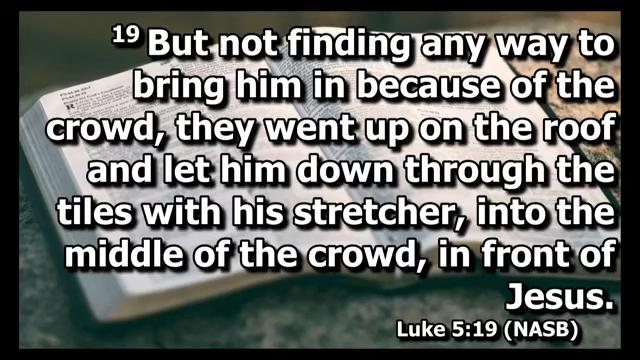 19 But not finding any way to
bring him in because of the
crowd, they went up on the roof
and let him down through the
tiles with his stretcher, into the
middle of the crowd, in front of
Jesus.
Luke 5:19 (NASB)